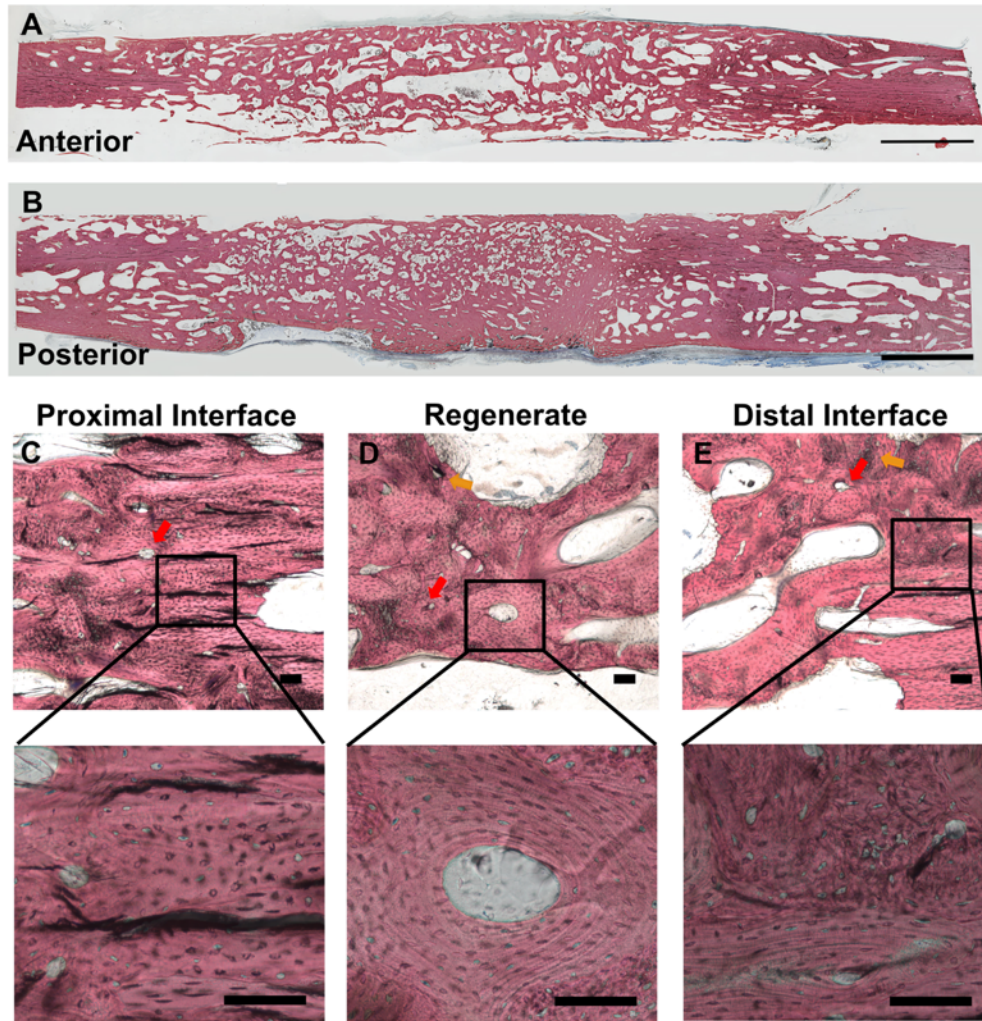 A
Anterior
B
Posterior
Proximal Interface
Regenerate
Distal Interface
C
D
E